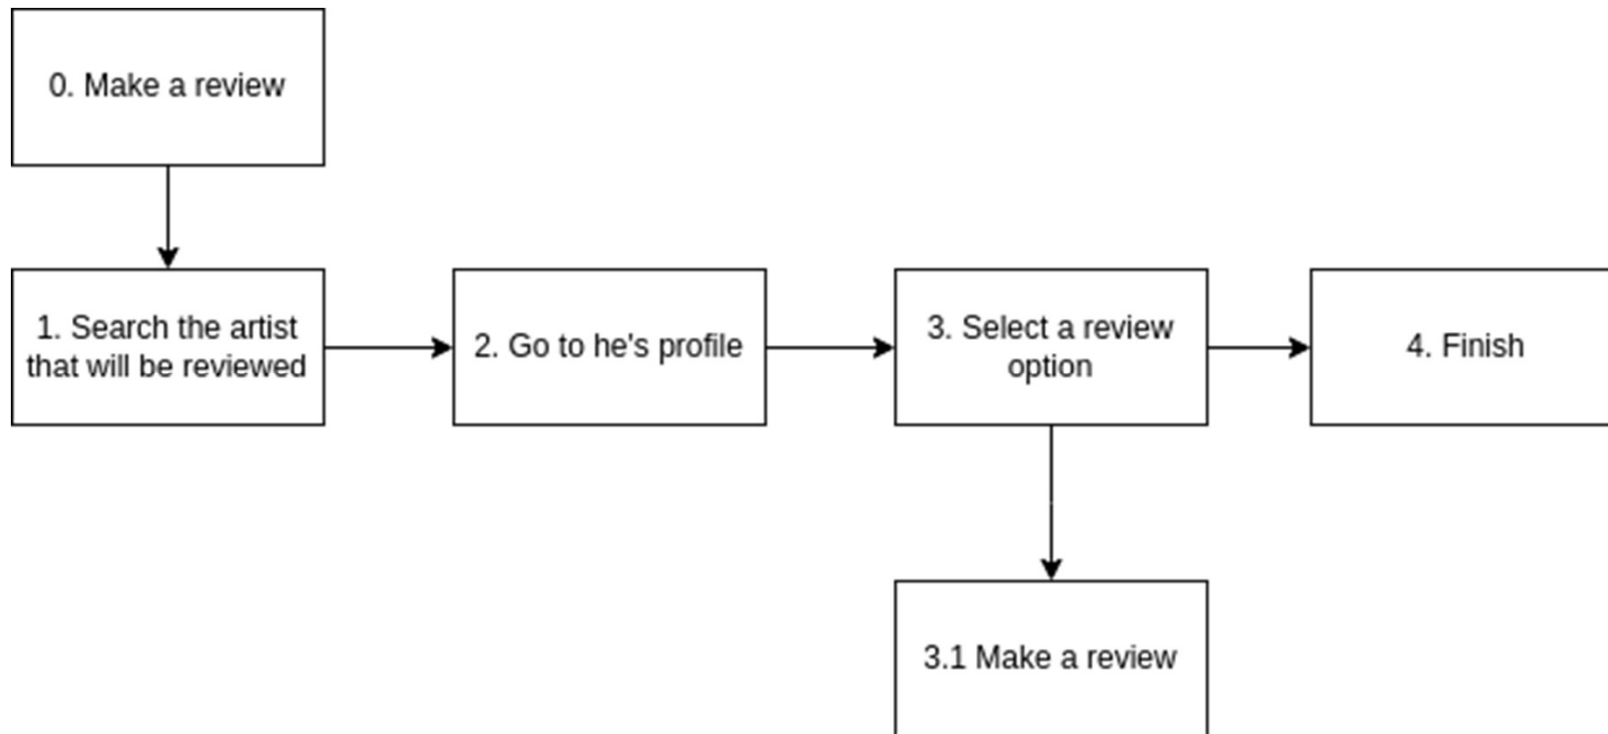 0. Make a review
1. Search the artist
that will be reviewed
2. Go to he's profile
3. Select a review
option
4. Finish
3.1 Make a review